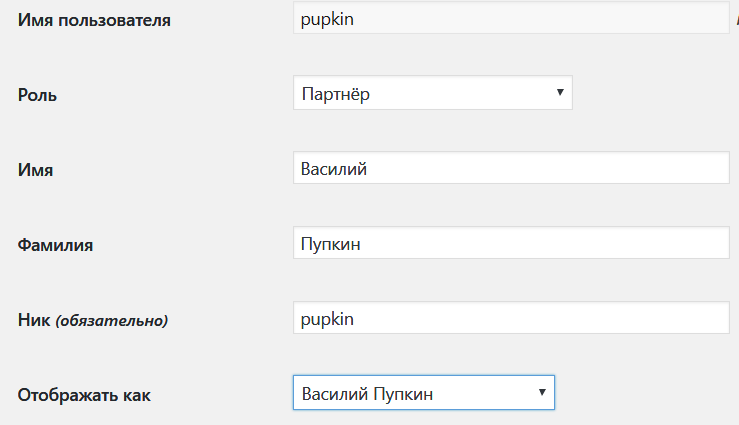 Имя пользователя pupkin
Роль Партнёр
Имя Василий
Фамилия Пупкин
Ник (обязательно) pupkin
Отображать как Василий Пупкин